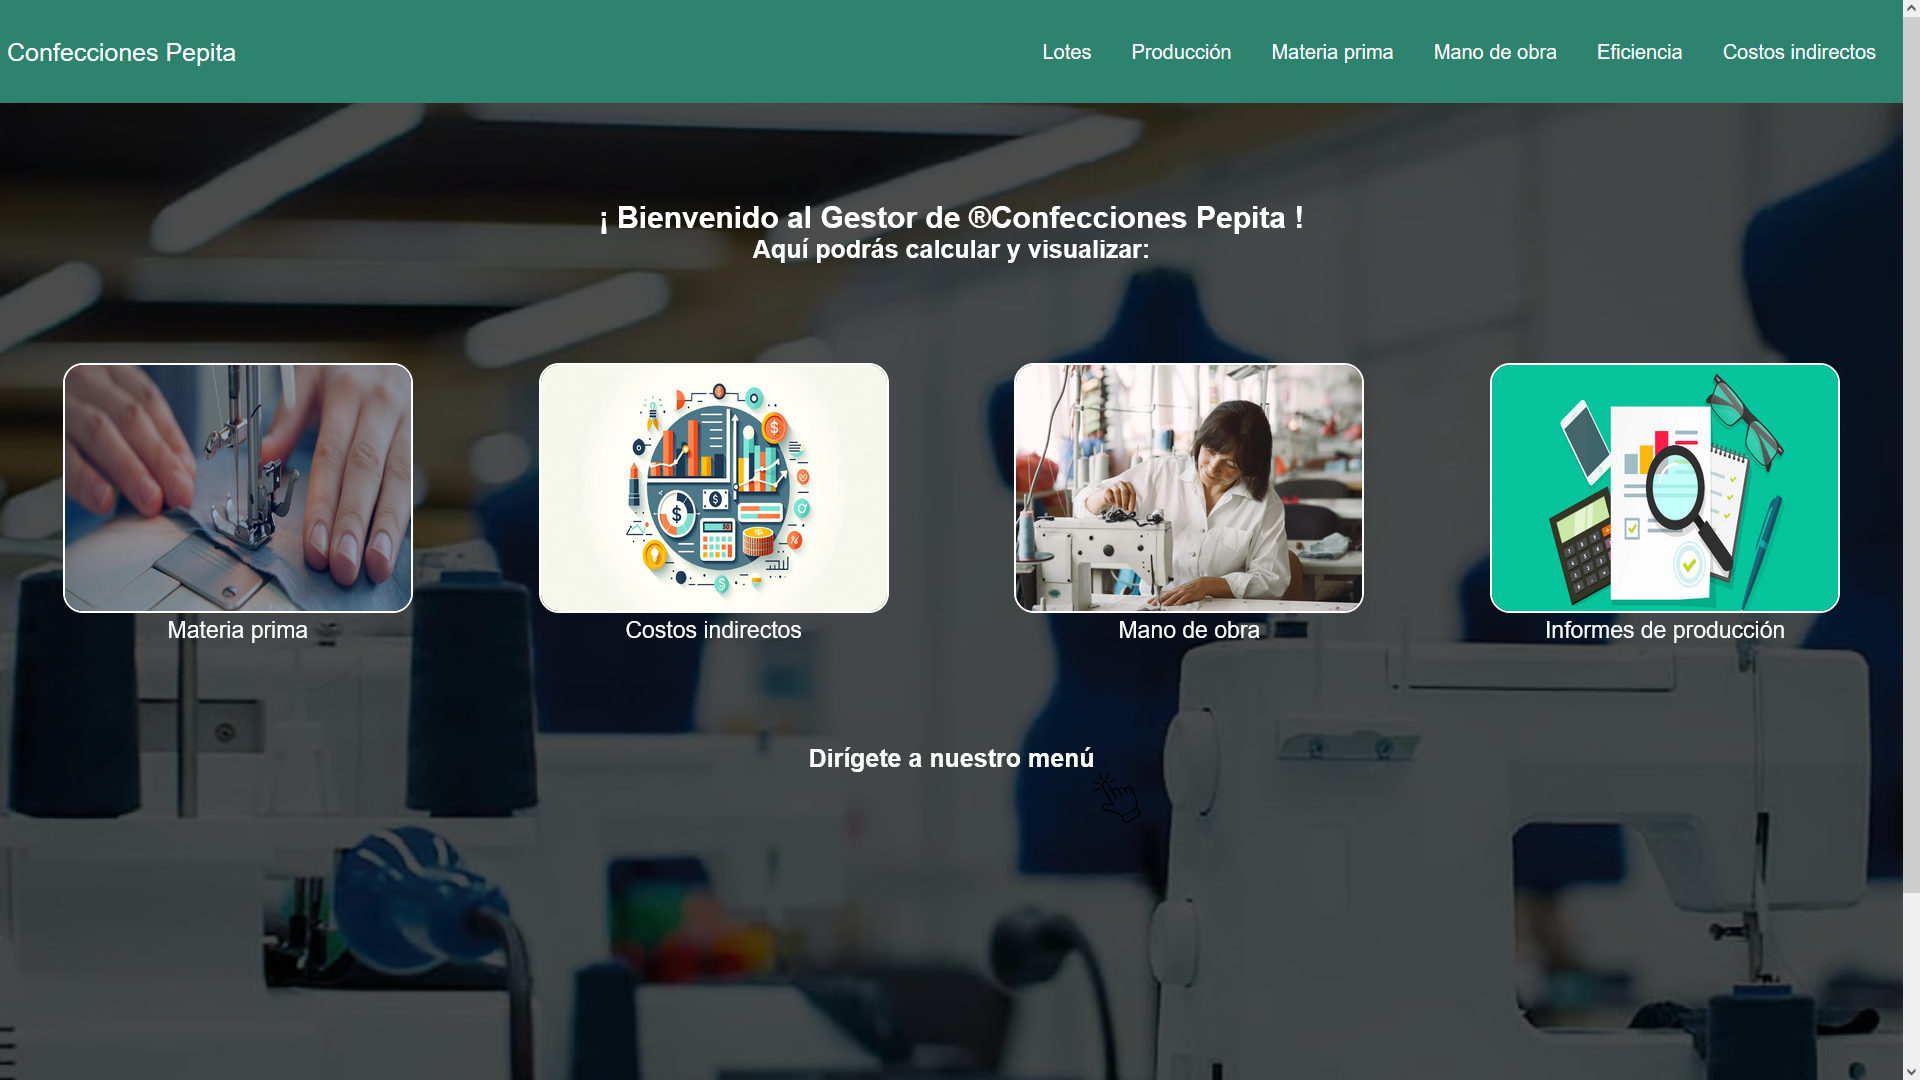 Confecciones Pepita
Lotes
Producción
Materia prima
Mano de obra
Eficiencia
Costos indirectos
¡ Bienvenido al Gestor de ®Confecciones Pepita !
Aquí podrás calcular y visualizar:
Materia prima
Costos indirectos
Mano de obra
Informes de producción
Dirígete a nuestro menú